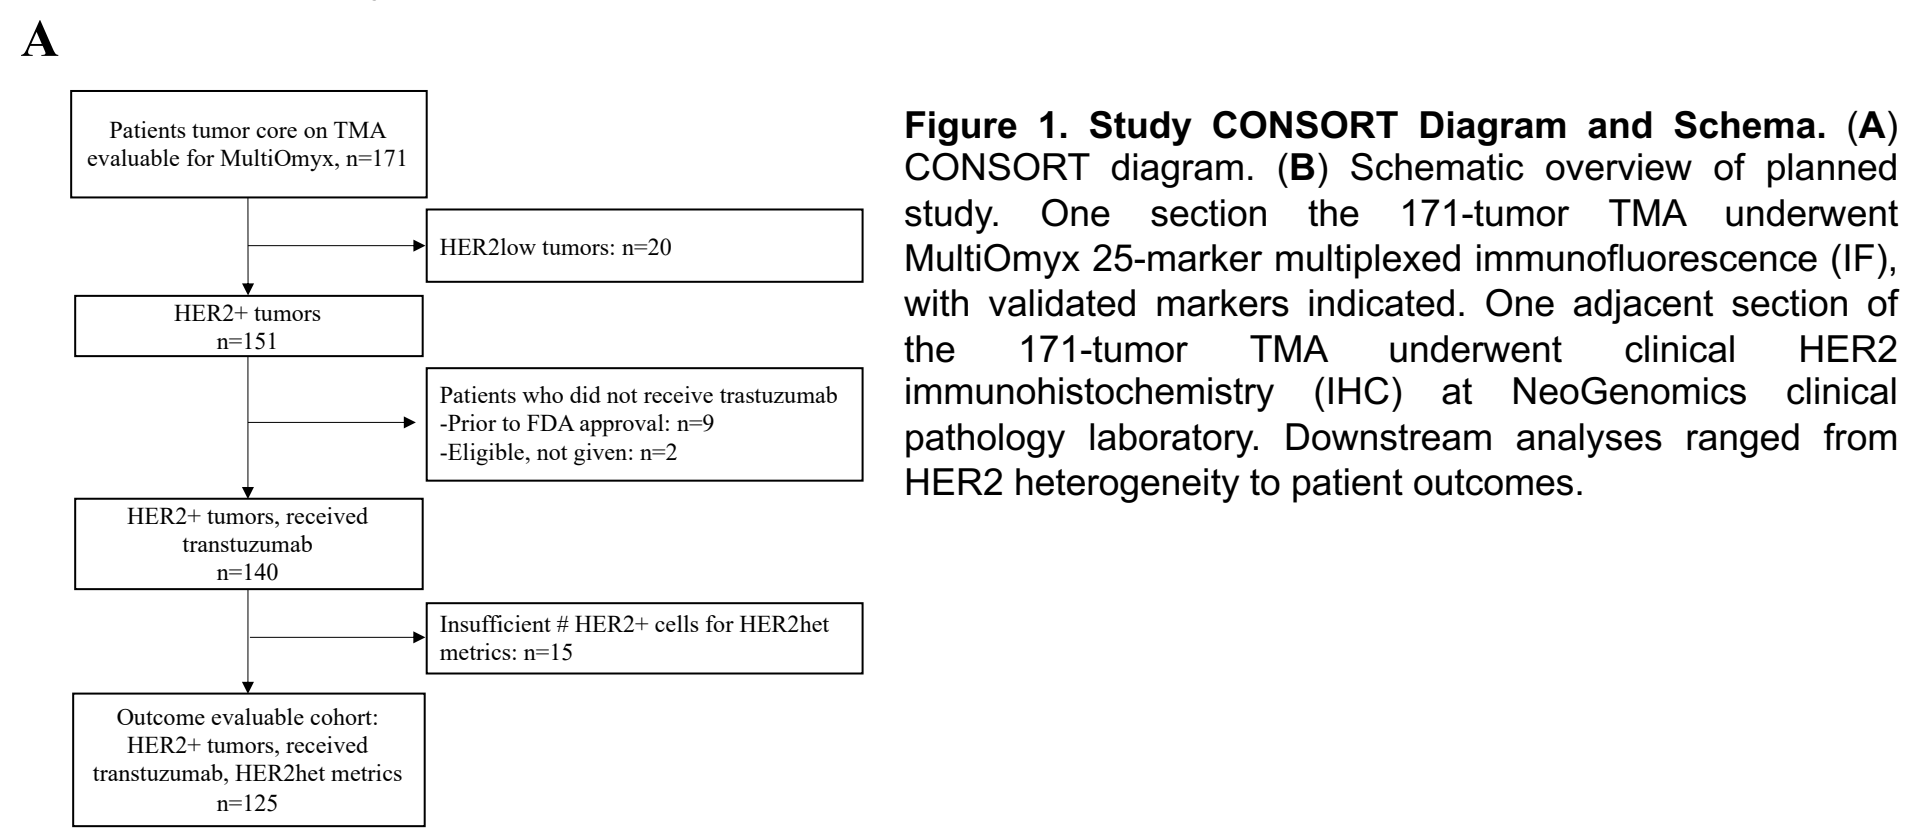 A
Patients tumor core on TMA
evaluable for MultiOmyx, n=171
HER2low tumors: n=20
HER2+ tumors
n=151
Patients who did not receive trastuzumab
-Prior to FDA approval: n=9
-Eligible, not given: n=2
HER2+ tumors, received
transtuzumab
n=140
Insufficient # HER2+ cells for HER2het
metrics: n=15
Outcome evaluable cohort:
HER2+ tumors, received
transtuzumab, HER2het metrics
n=125
Figure 1. Study CONSORT Diagram and Schema. (A)
CONSORT diagram. (B) Schematic overview of planned
study. One section the 171-tumor TMA underwent
MultiOmyx 25-marker multiplexed immunofluorescence (IF),
with validated markers indicated. One adjacent section of
the 171-tumor TMA underwent clinical HER2
immunohistochemistry (IHC) at NeoGenomics clinical
pathology laboratory. Downstream analyses ranged from
HER2 heterogeneity to patient outcomes.